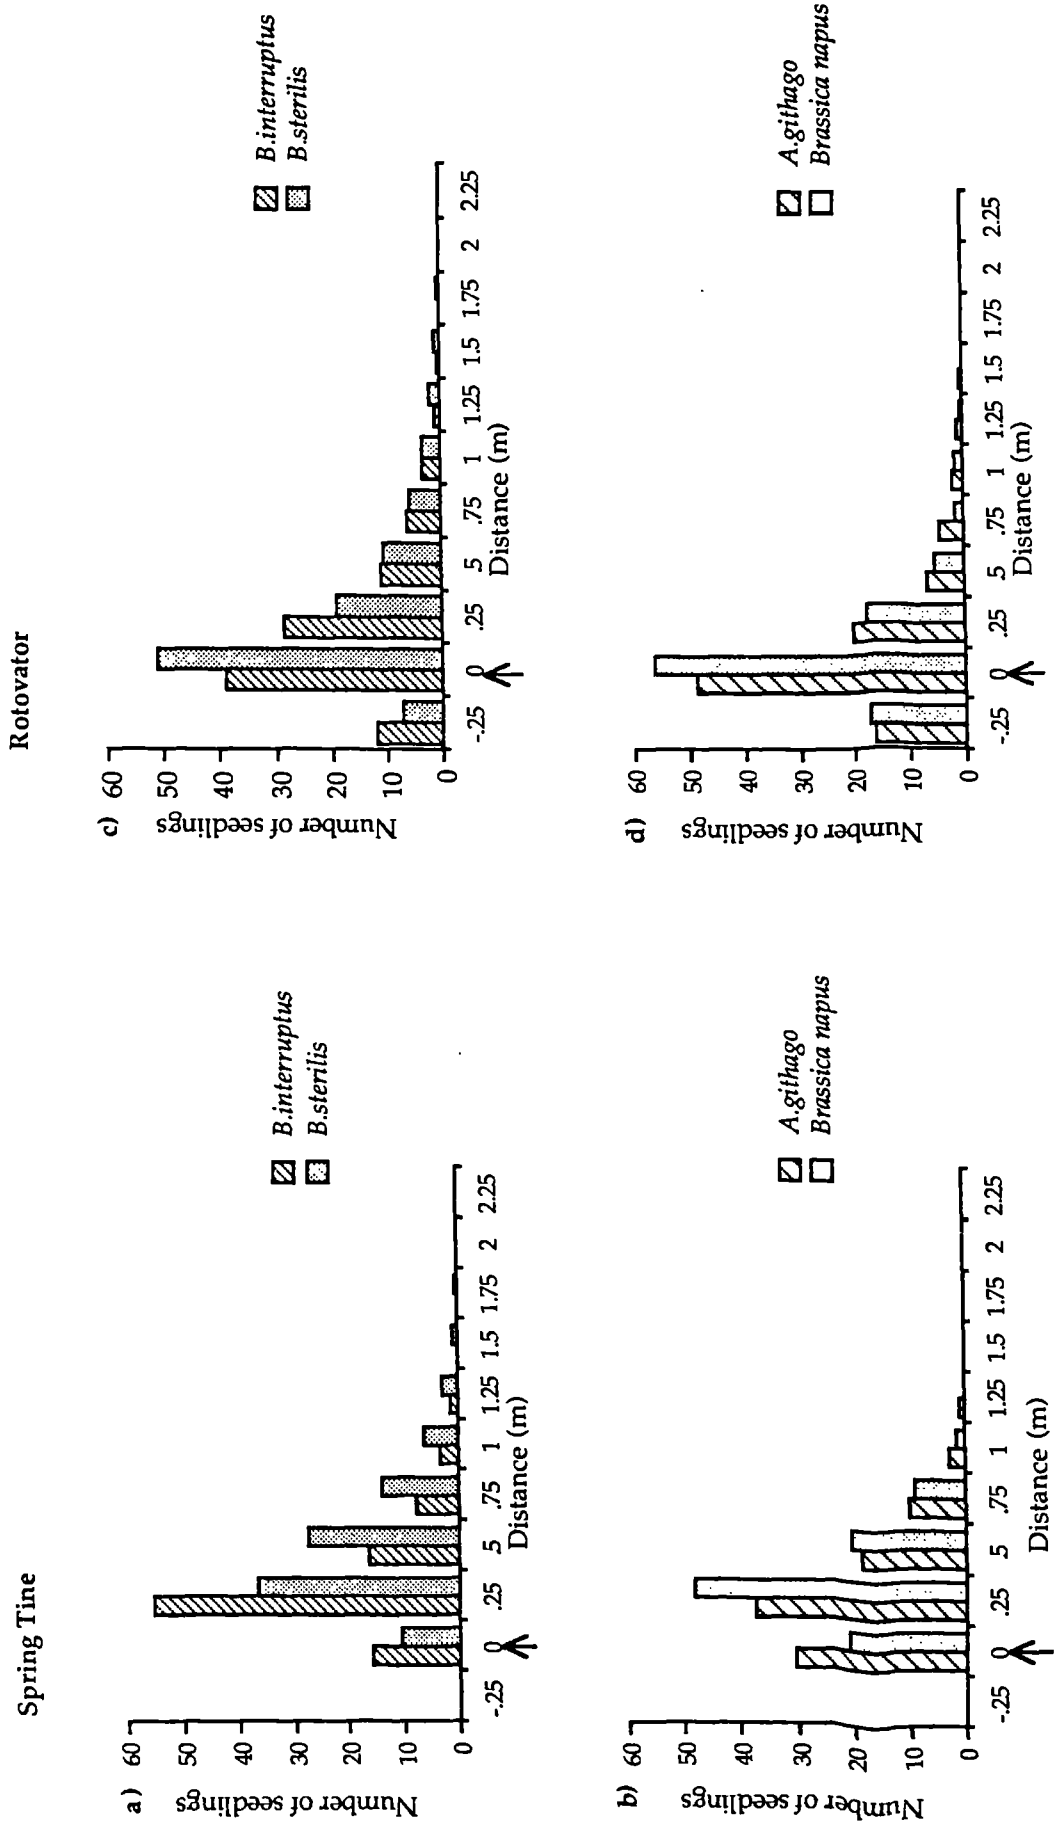 Spring Tine
a)
Number of seedlings
60
50
40
30
20
10
0
-.25 0 .25 .5 .75 1 1.25 1.5 1.75 2 2.25
Distance (m)
B.interruptus
B.sterilis
b)
Number of seedlings
60
50
40
30
20
10
0
-.25 0 .25 .5 .75 1 1.25 1.5 1.75 2 2.25
Distance (m)
A.githago
Brassica napus
Rotovator
c)
Number of seedlings
60
50
40
30
20
10
0
-.25 0 .25 .5 .75 1 1.25 1.5 1.75 2 2.25
Distance (m)
B.interruptus
B.sterilis
d)
Number of seedlings
60
50
40
30
20
10
0
-.25 0 .25 .5 .75 1 1.25 1.5 1.75 2 2.25
Distance (m)
A.githago
Brassica napus